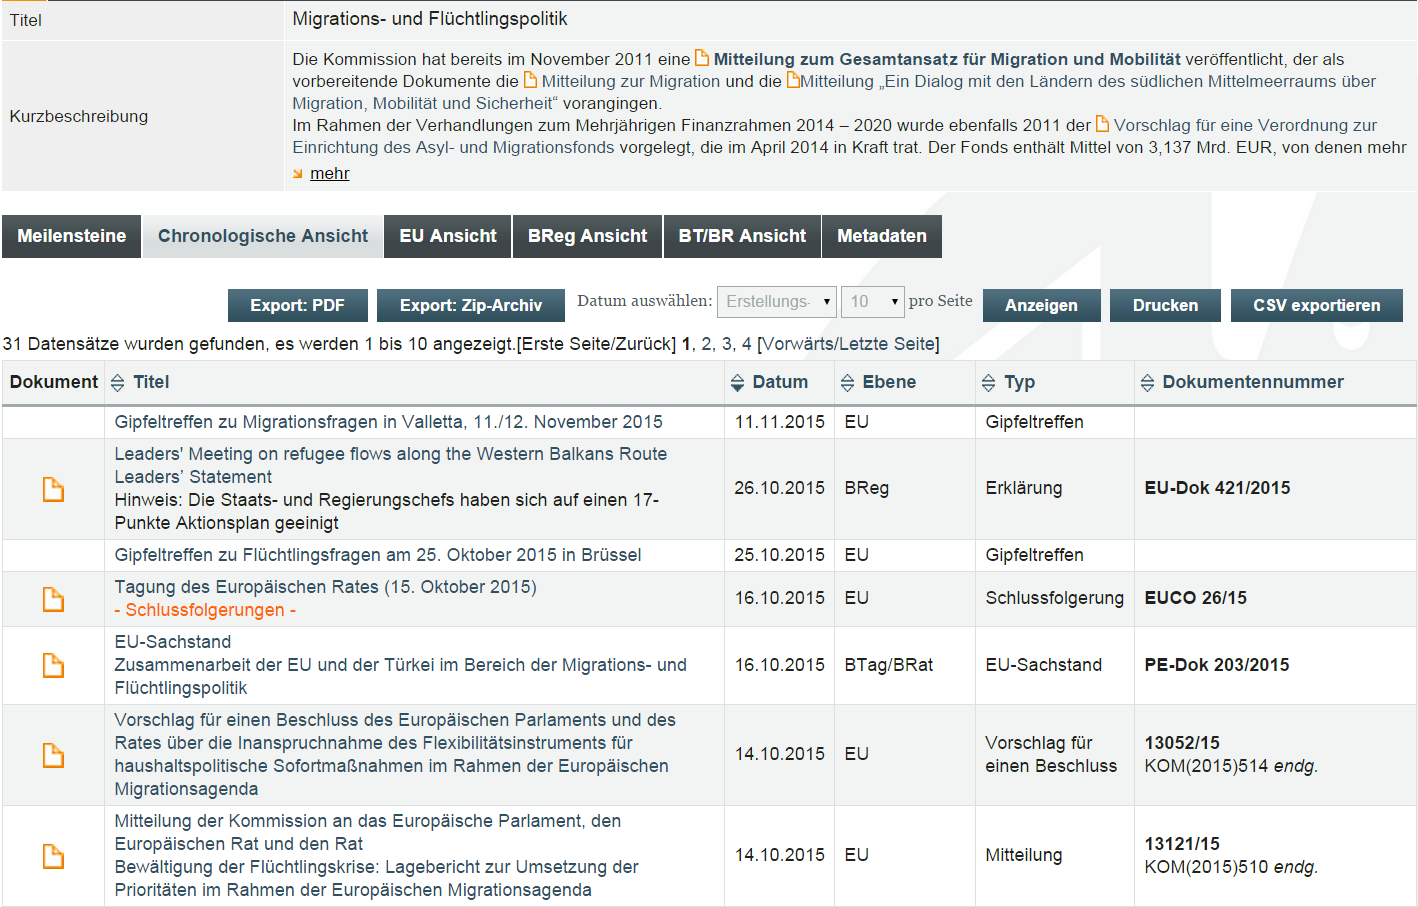 Titel
Migrations- und Flüchtlingspolitik
Kurzbeschreibung
Die Kommission hat bereits im November 2011 eine Mitteilung zum Gesamtansatz für Migration und Mobilität veröffentlicht, der als
vorbereitende Dokumente die Mitteilung zur Migration und die Mitteilung „Ein Dialog mit den Ländern des südlichen Mittelmeerraums über
Migration, Mobilität und Sicherheit“ vorangingen.
Im Rahmen der Verhandlungen zum Mehrjährigen Finanzrahmen 2014 – 2020 wurde ebenfalls 2011 der Vorschlag für eine Verordnung zur
Einrichtung des Asyl- und Migrationsfonds vorgelegt, die im April 2014 in Kraft trat. Der Fonds enthält Mittel von 3,137 Mrd. EUR, von denen mehr
mehr
Meilensteine Chronologische Ansicht EU Ansicht BReg Ansicht BT/BR Ansicht Metadaten
Export: PDF Export: Zip-Archiv Datum auswählen: Erstellungs- 10 pro Seite Anzeigen Drucken CSV exportieren
31 Datensätze wurden gefunden, es werden 1 bis 10 angezeigt.[Erste Seite/Zurück] 1, 2, 3, 4 [Vorwärts/Letzte Seite]
Dokument Titel Datum Ebene Typ Dokumentennummer
Gipfeltreffen zu Migrationsfragen in Valletta, 11./12. November 2015 11.11.2015 EU Gipfeltreffen
Leaders' Meeting on refugee flows along the Western Balkans Route
Leaders’ Statement
Hinweis: Die Staats- und Regierungschefs haben sich auf einen 17-
Punkte Aktionsplan geeinigt
26.10.2015 BReg Erklärung EU-Dok 421/2015
Gipfeltreffen zu Flüchtlingsfragen am 25. Oktober 2015 in Brüssel 25.10.2015 EU Gipfeltreffen
Tagung des Europäischen Rates (15. Oktober 2015)
- Schlussfolgerungen -
16.10.2015 EU Schlussfolgerung EUCO 26/15
EU-Sachstand
Zusammenarbeit der EU und der Türkei im Bereich der Migrations- und
Flüchtlingspolitik
16.10.2015 BTag/BRat EU-Sachstand PE-Dok 203/2015
Vorschlag für einen Beschluss des Europäischen Parlaments und des
Rates über die Inanspruchnahme des Flexibilitätsinstruments für
haushaltspolitische Sofortmaßnahmen im Rahmen der Europäischen
Migrationsagenda
14.10.2015 EU
Vorschlag für
einen Beschluss
13052/15
KOM(2015)514 endg.
Mitteilung der Kommission an das Europäische Parlament, den
Europäischen Rat und den Rat
Bewältigung der Flüchtlingskrise: Lagebericht zur Umsetzung der
Prioritäten im Rahmen der Europäischen Migrationsagenda
14.10.2015 EU Mitteilung
13121/15
KOM(2015)510 endg.